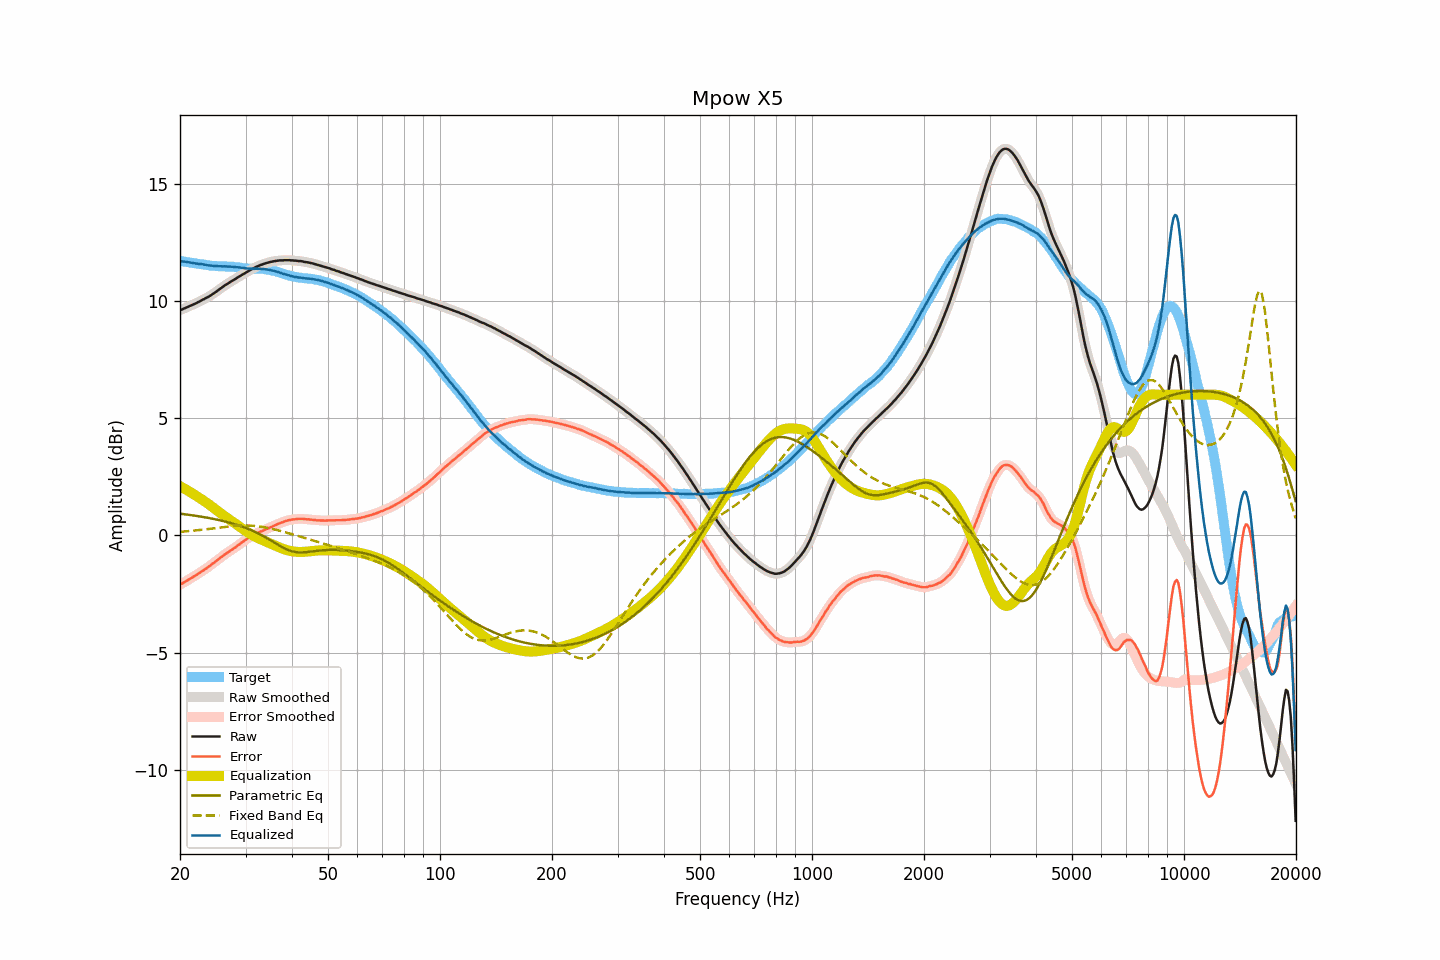 Mpow X5
Amplitude (dBr)
15
10
5
0
−5
−10
Target
Raw Smoothed
Error Smoothed
Raw
Error
Equalization
Parametric Eq
Fixed Band Eq
Equalized
20 50 100 200 500 1000 2000 5000 10000 20000
Frequency (Hz)